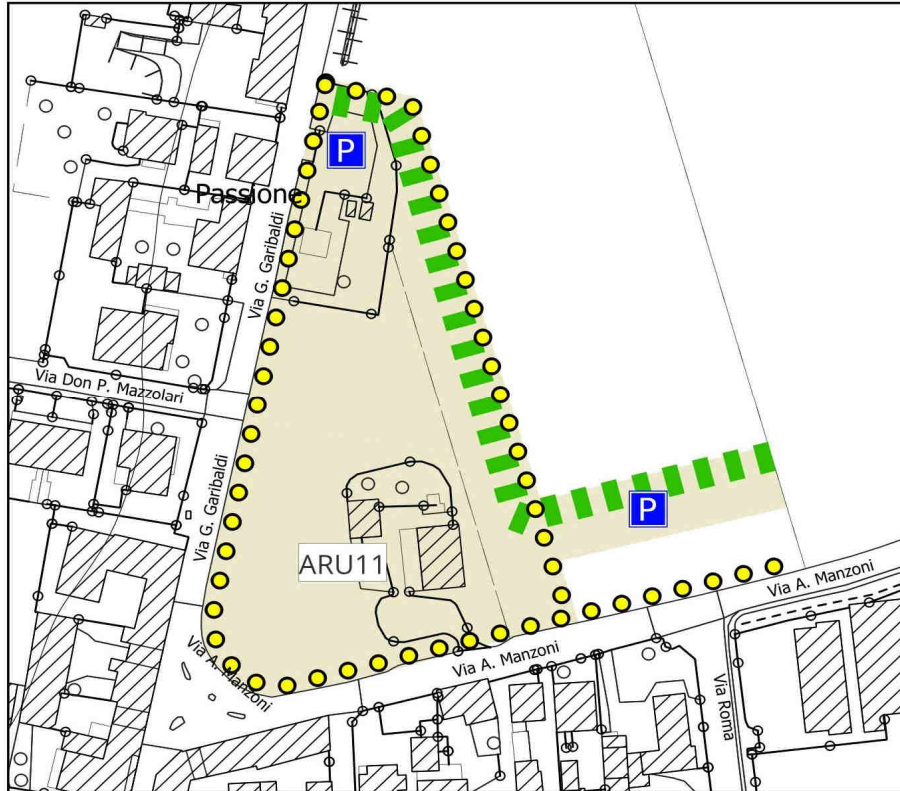 P
Passione
Via G. Garibaldi
Via Don P. Mazzolari
Via G. Garibaldi
P
ARU11
Via A. Manzoni
Via A. Manzoni
Via A. Manzoni
Via Roma